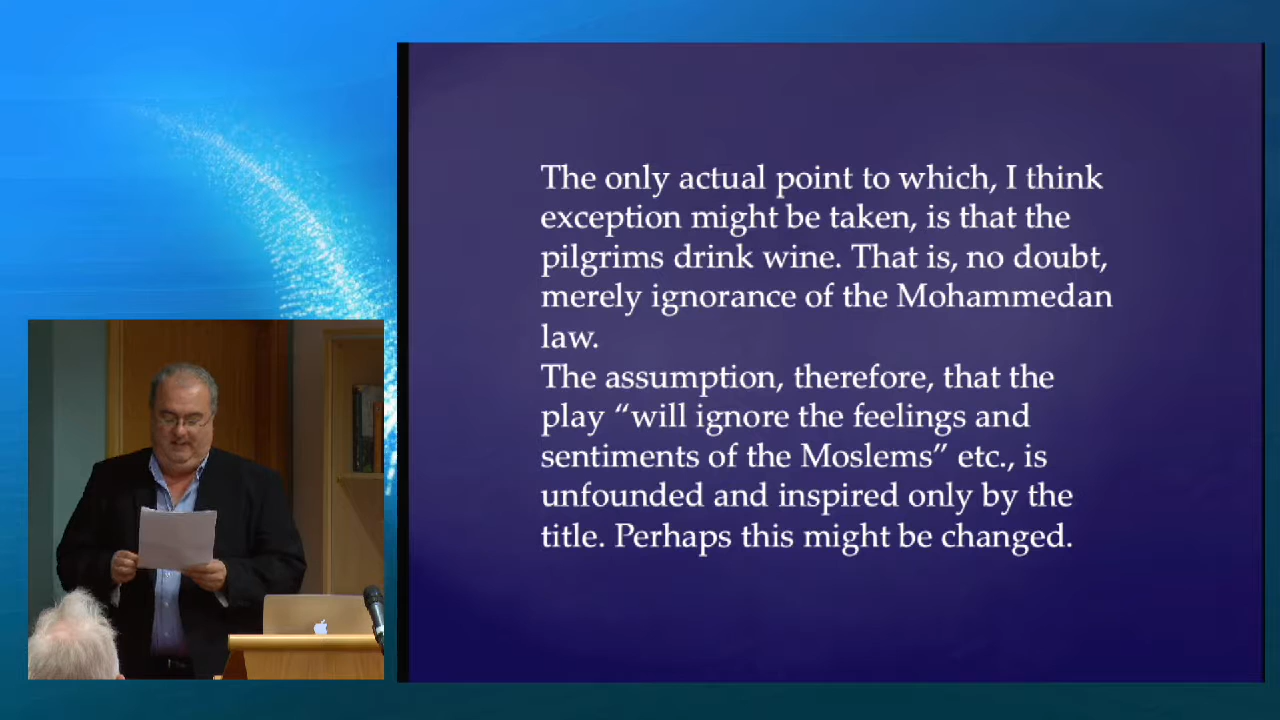 The only actual point to which, I think
exception might be taken, is that the
pilgrims drink wine. That is, no doubt,
merely ignorance of the Mohammedan
law.
The assumption, therefore, that the
play “will ignore the feelings and
sentiments of the Moslems” etc., is
unfounded and inspired only by the
title. Perhaps this might be changed.